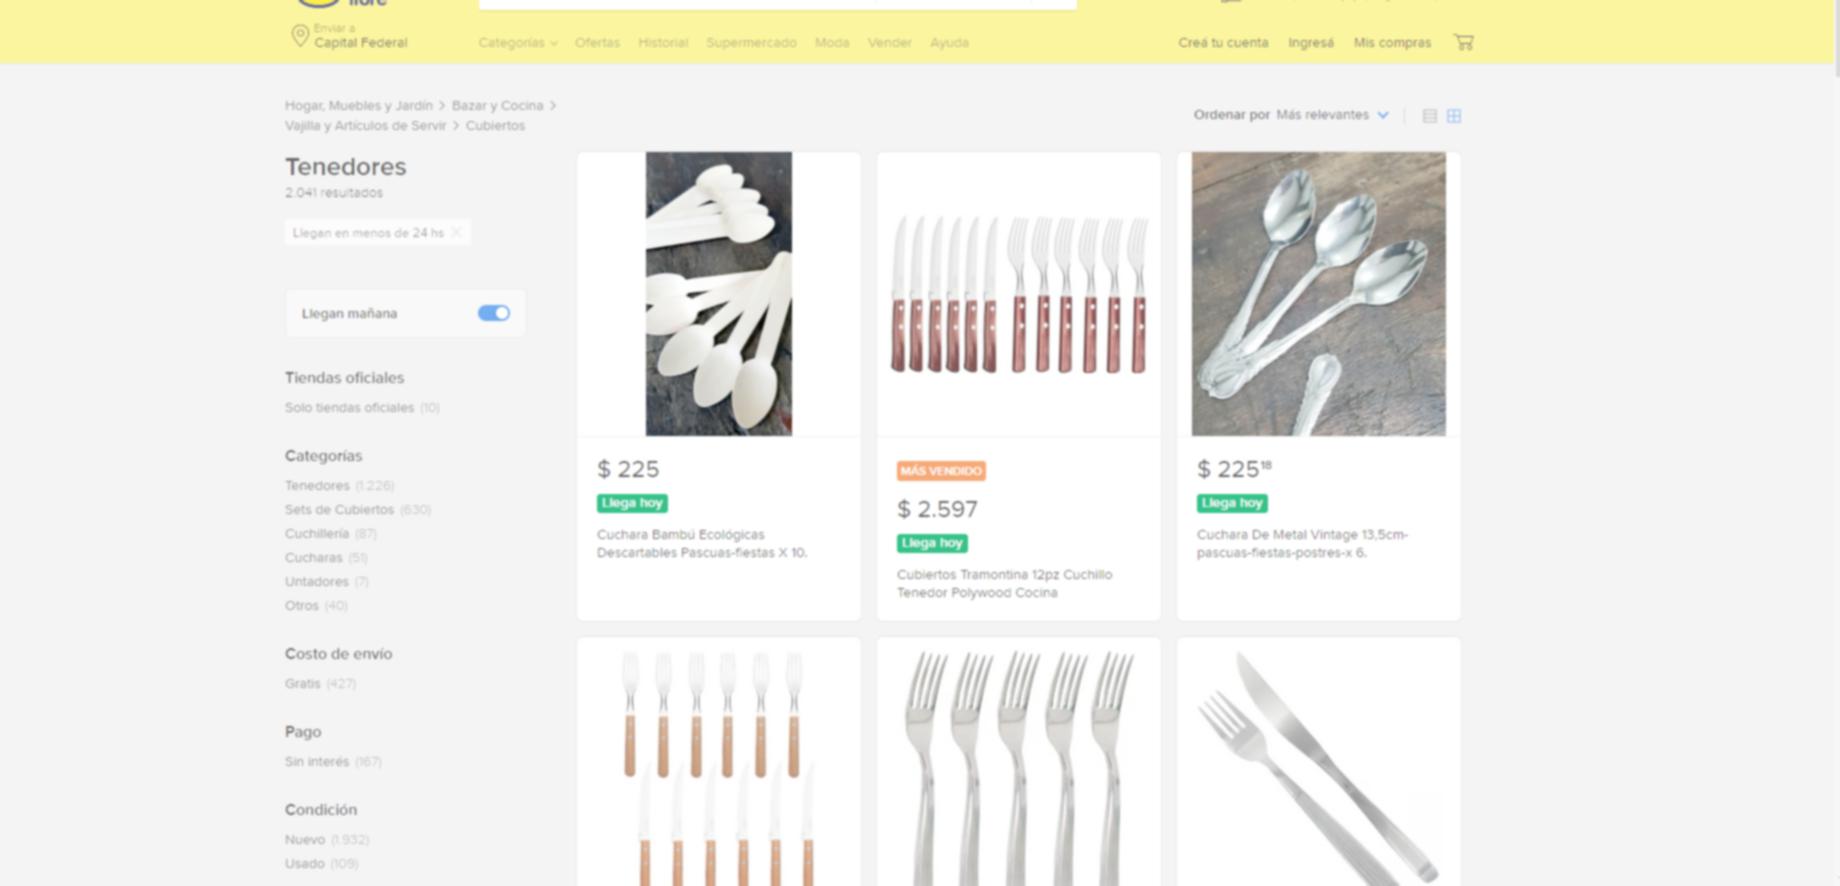 libre
Enviar a
Capital Federal
Categorías
Ofertas
Historial
Supermercado
Moda
Vender
Ayuda
Creá tu cuenta
Ingresá
Mis compras
Hogar, Muebles y Jardín > Bazar y Cocina >
Vajilla y Artículos de Servir > Cubiertos
Ordenar por Más relevantes
Tenedores
2.041 resultados
Llegan en menos de 24 hs
Llegan mañana
Tiendas oficiales
Solo tiendas oficiales (10)
Categorías
Tenedores (1.226)
Sets de Cubiertos (630)
Cuchillería (87)
Cucharas (51)
Untadores (7)
Otros (40)
Costo de envío
Gratis (427)
Pago
Sin interés (167)
Condición
Nuevo (1.932)
Usado (109)
$ 225
Llega hoy
Cuchara Bambú Ecológicas
Descartables Pascuas-fiestas X 10.
MÁS VENDIDO
$ 2.597
Llega hoy
Cubiertos Tramontina 12pz Cuchillo
Tenedor Polywood Cocina
$ 225 18
Llega hoy
Cuchara De Metal Vintage 13,5cm-
pascuas-fiestas-postres-x 6.